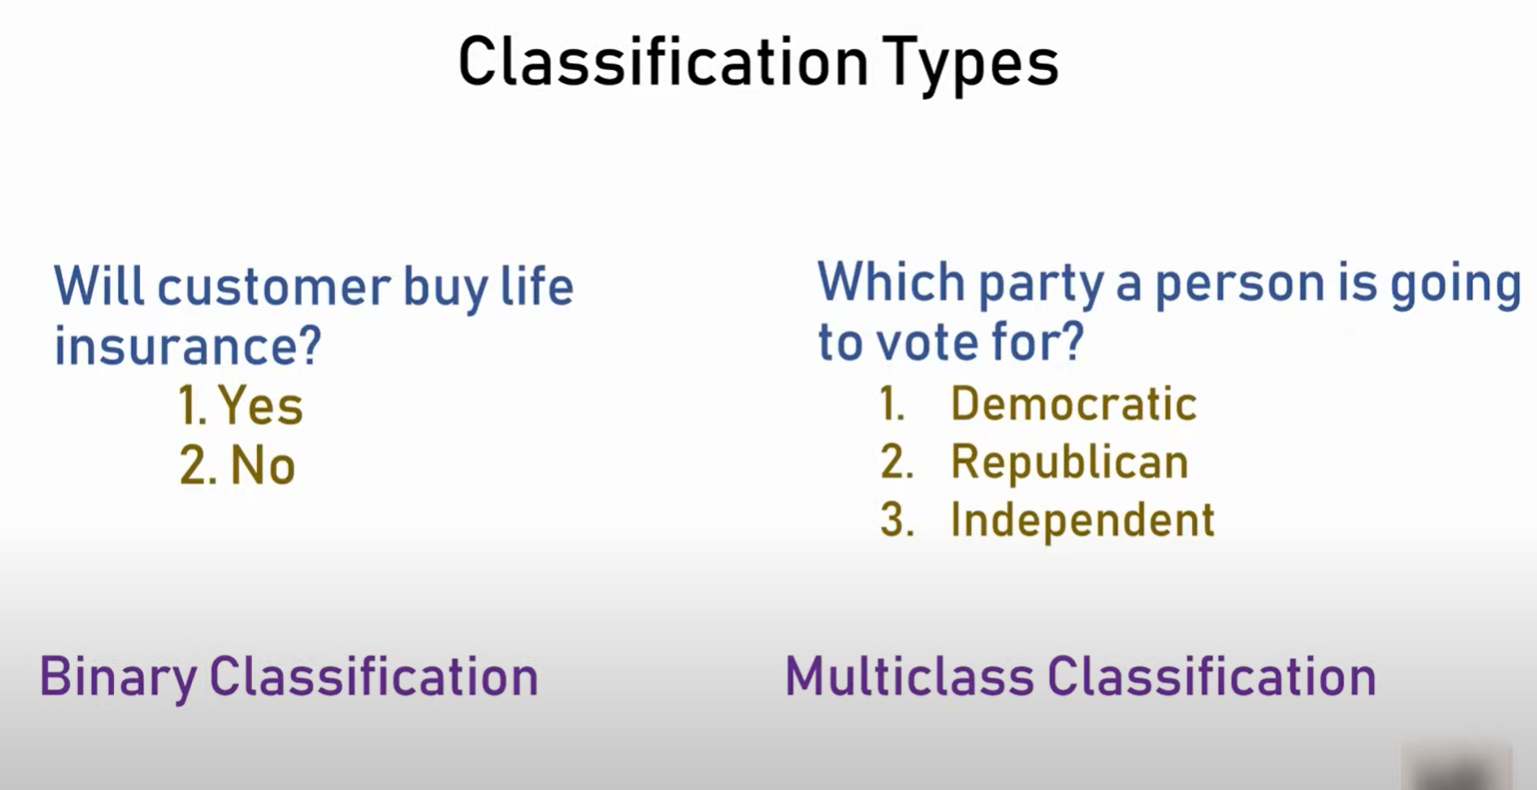 Classification Types
Will customer buy life
insurance?
1. Yes
2. No
Binary Classification
Which party a person is going
to vote for?
1. Democratic
2. Republican
3. Independent
Multiclass Classification